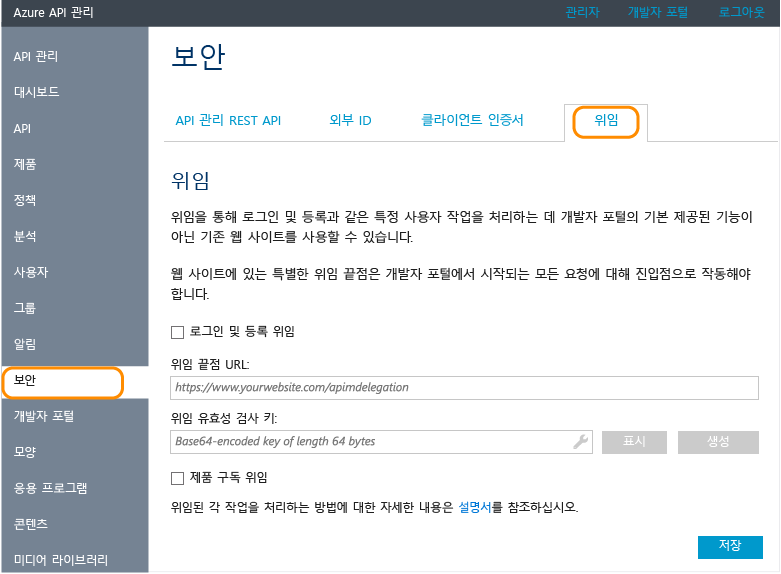 Azure API 관리
관리자 개발자 포털 로그아웃
API 관리
대시보드
API
제품
정책
분석
사용자
그룹
알림
보안
개발자 포털
모양
응용 프로그램
콘텐츠
미디어 라이브러리
보안
API 관리 REST API 외부 ID 클라이언트 인증서 위임
위임
위임을 통해 로그인 및 등록과 같은 특정 사용자 작업을 처리하는 데 개발자 포털의 기본 제공된 기능이
아닌 기존 웹 사이트를 사용할 수 있습니다.
웹 사이트에 있는 특별한 위임 끝점은 개발자 포털에서 시작되는 모든 요청에 대해 진입점으로 작동해야
합니다.
로그인 및 등록 위임
위임 끝점 URL:
https://www.yourwebsite.com/apimdelegation
위임 유효성 검사 키:
Base64-encoded key of length 64 bytes
표시 생성
제품 구독 위임
위임된 각 작업을 처리하는 방법에 대한 자세한 내용은 설명서를 참조하십시오.
저장